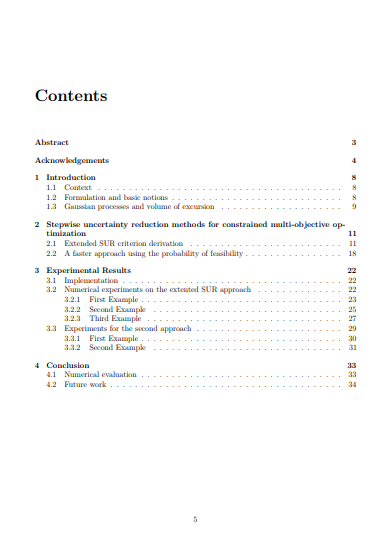 Contents
Abstract 3
Acknowledgements 4
1 Introduction 8
1.1 Context . . . . . . . . . . . . . . . . . . . . . . . . . . . . . . . . 8
1.2 Formulation and basic notions . . . . . . . . . . . . . . . . . . . . 8
1.3 Gaussian processes and volume of excursion . . . . . . . . . . . . 9
2 Stepwise uncertainty reduction methods for constrained multi-objective op-
timization 11
2.1 Extended SUR criterion derivation . . . . . . . . . . . . . . . . . . 11
2.2 A faster approach using the probability of feasibility . . . . . . . . 18
3 Experimental Results 22
3.1 Implementation . . . . . . . . . . . . . . . . . . . . . . . . . . . . 22
3.2 Numerical experiments on the extented SUR approach . . . . . . . . 22
3.2.1 First Example . . . . . . . . . . . . . . . . . . . . . . . . . . 23
3.2.2 Second Example . . . . . . . . . . . . . . . . . . . . . . . . . 25
3.2.3 Third Example . . . . . . . . . . . . . . . . . . . . . . . . . . 27
3.3 Experiments for the second approach . . . . . . . . . . . . . . . . . 29
3.3.1 First Example . . . . . . . . . . . . . . . . . . . . . . . . . . 30
3.3.2 Second Example . . . . . . . . . . . . . . . . . . . . . . . . . 31
4 Conclusion 33
4.1 Numerical evaluation . . . . . . . . . . . . . . . . . . . . . . . . . 33
4.2 Future work . . . . . . . . . . . . . . . . . . . . . . . . . . . . . . 34
5